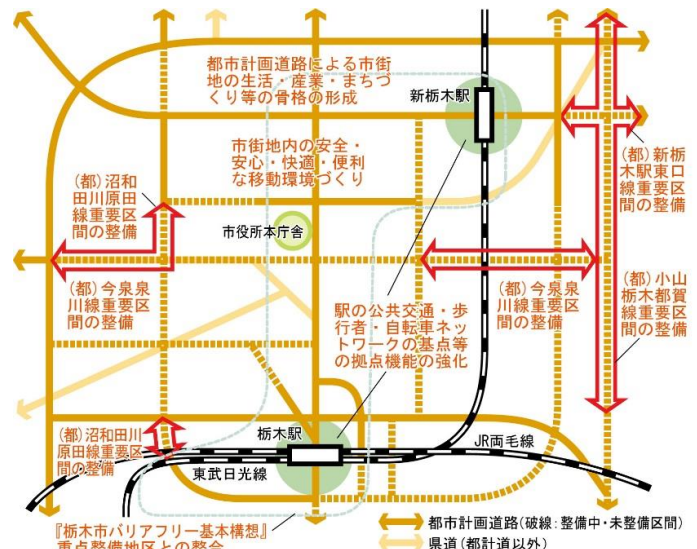 都市計画道路による市街
地の生活・産業・まちづ
くり等の骨格の形成
新栃木駅
市街地内の安全・
安心・快適・便利
な移動環境づくり
(都)新栃
木駅東口
線重要区
間の整備
(都)沼和
田川原田
線重要区
間の整備
市役所本庁舎
(都)今泉泉
川線重要区
間の整備
(都)今泉泉
川線重要区
間の整備
(都)小山
栃木都賀
線重要区
間の整備
駅の公共交通・歩
行者・自転車ネッ
トワークの基点等
の拠点機能の強化
(都)沼和田川
原田線重要区
間の整備
栃木駅
JR両毛線
東武日光線
『栃木市バリアフリー基本構想』
重点整備地区との整合
都市計画道路(破線:整備中・未整備区間)
県道(都計道以外)